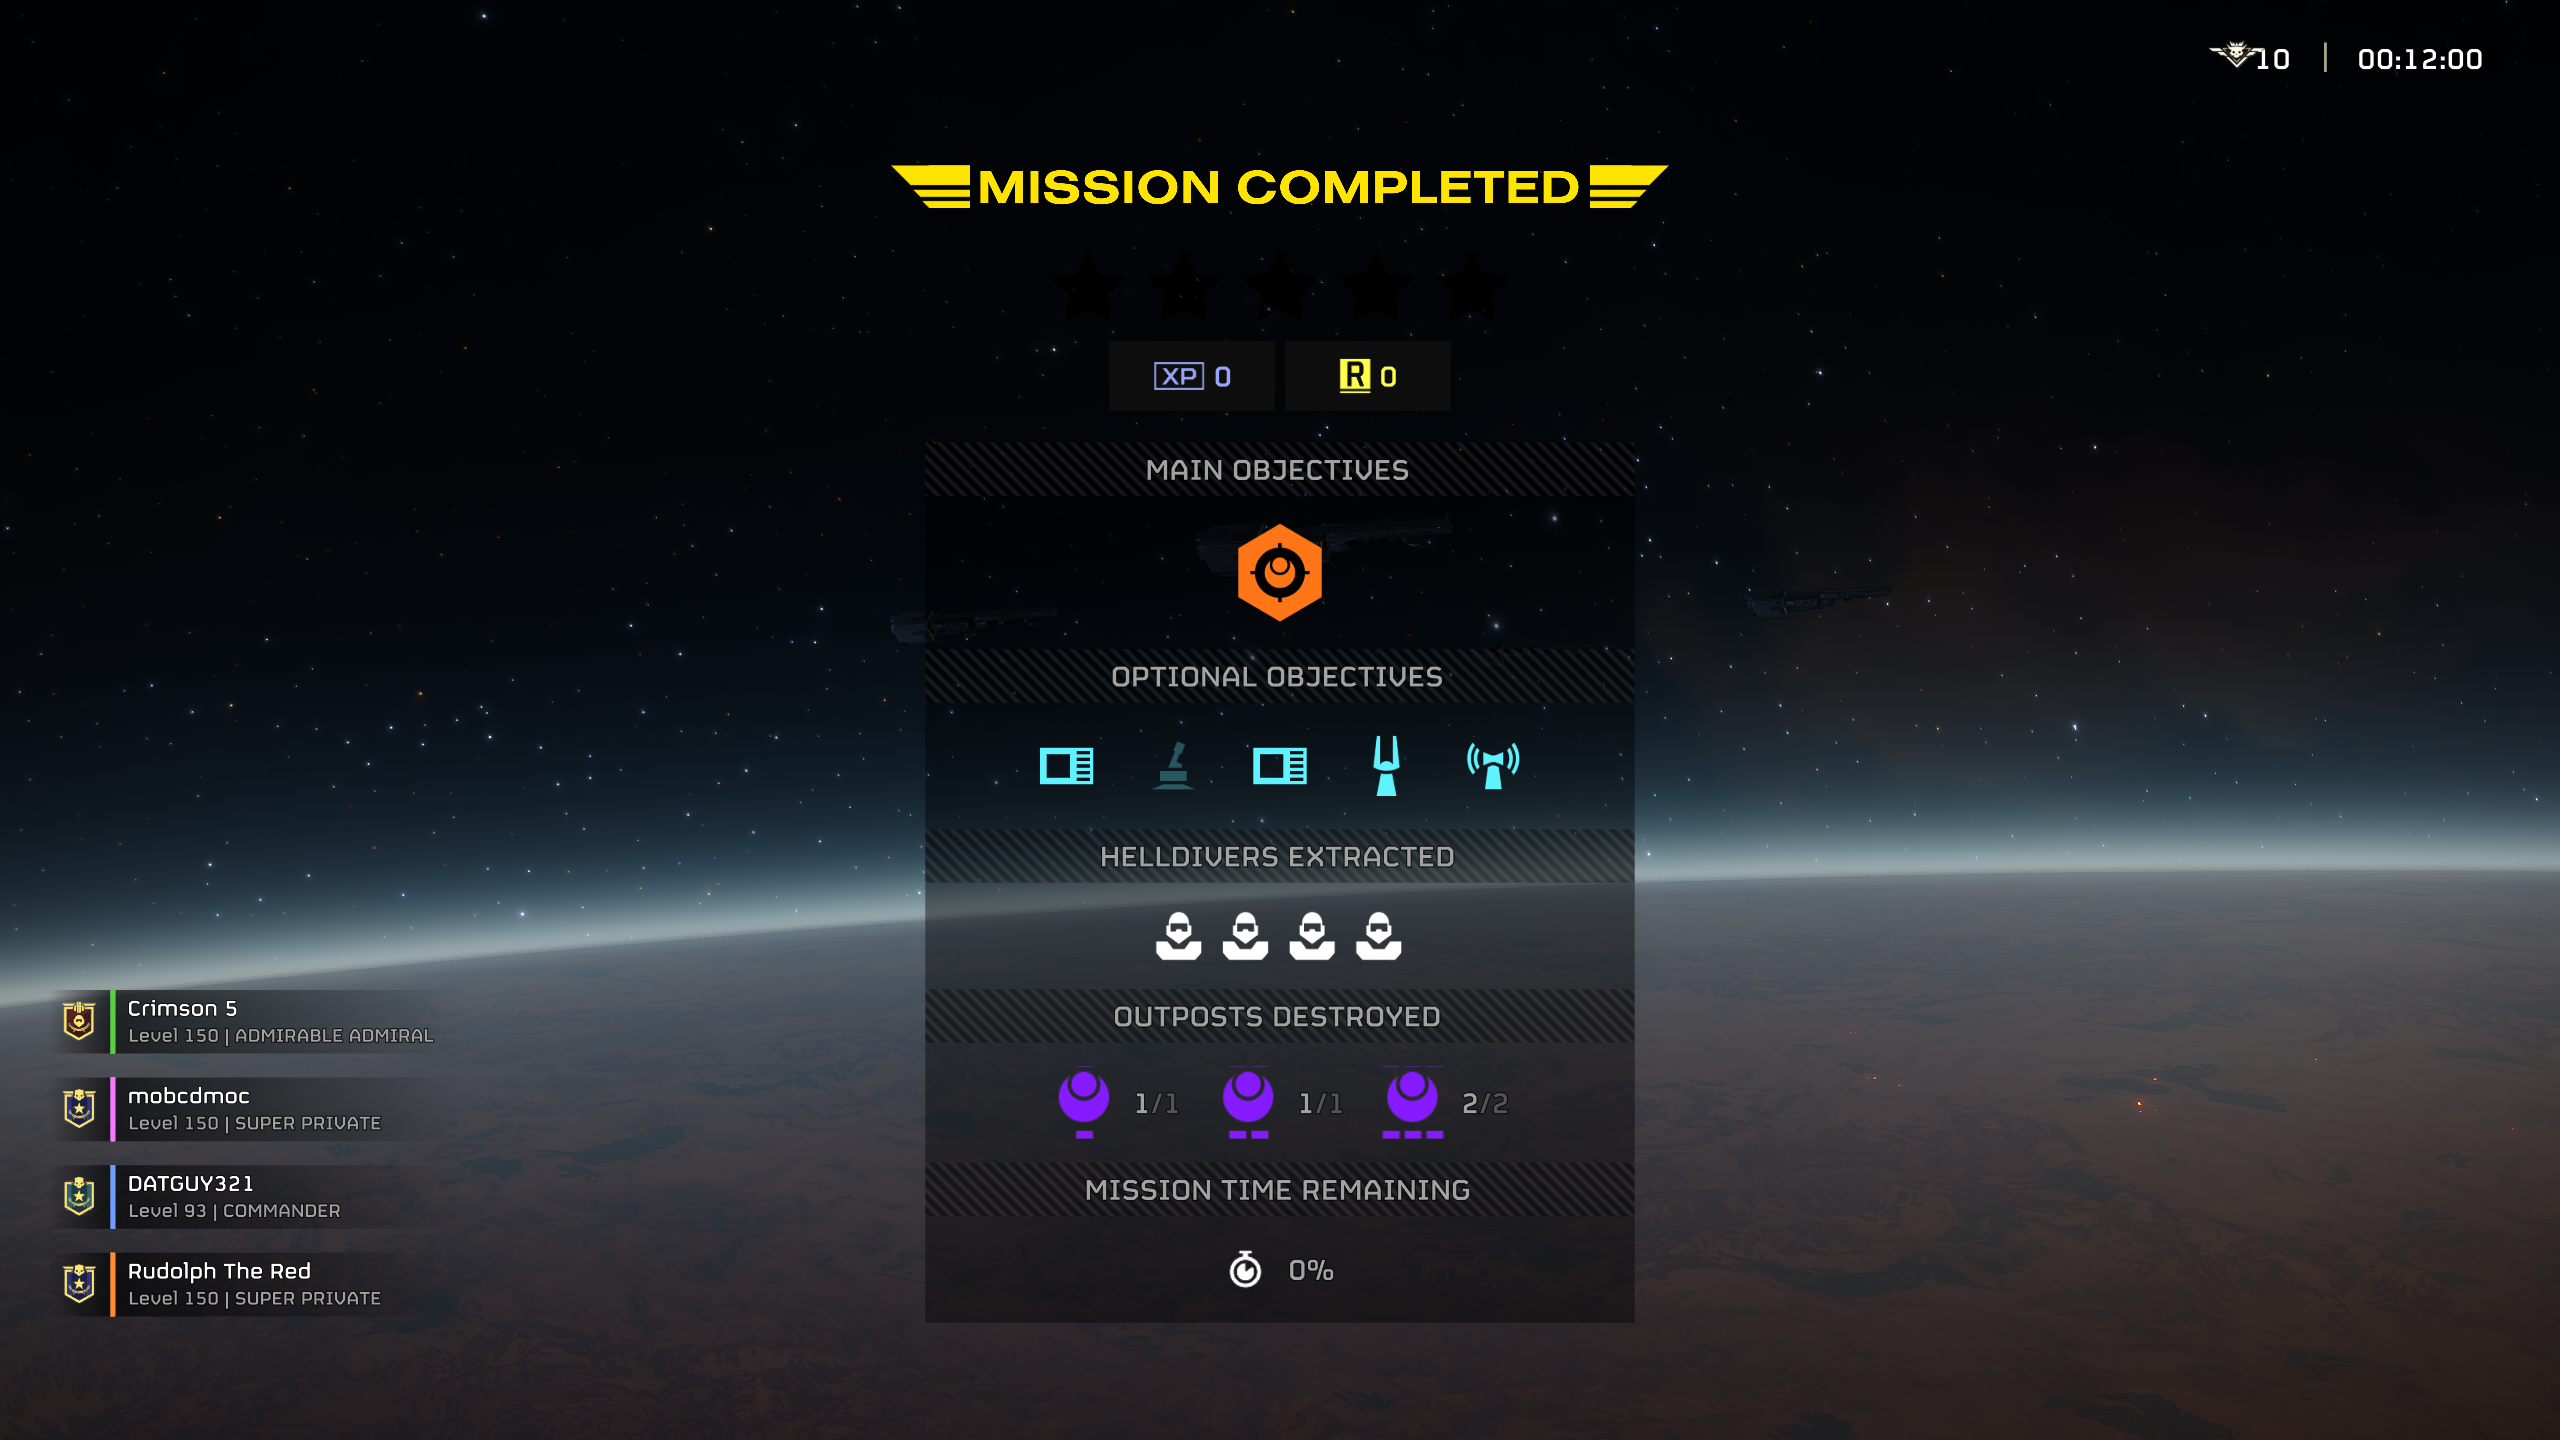 10 | 00:12:00
MISSION COMPLETED
XP 0
R 0
MAIN OBJECTIVES
OPTIONAL OBJECTIVES
HELLDIVERS EXTRACTED
OUTPOSTS DESTROYED
1/1 1/1 2/2
MISSION TIME REMAINING
0%
Crimson 5
Level 150 | ADMIRABLE ADMIRAL
mobcdmoc
Level 150 | SUPER PRIVATE
DATGUY321
Level 93 | COMMANDER
Rudolph The Red
Level 150 | SUPER PRIVATE